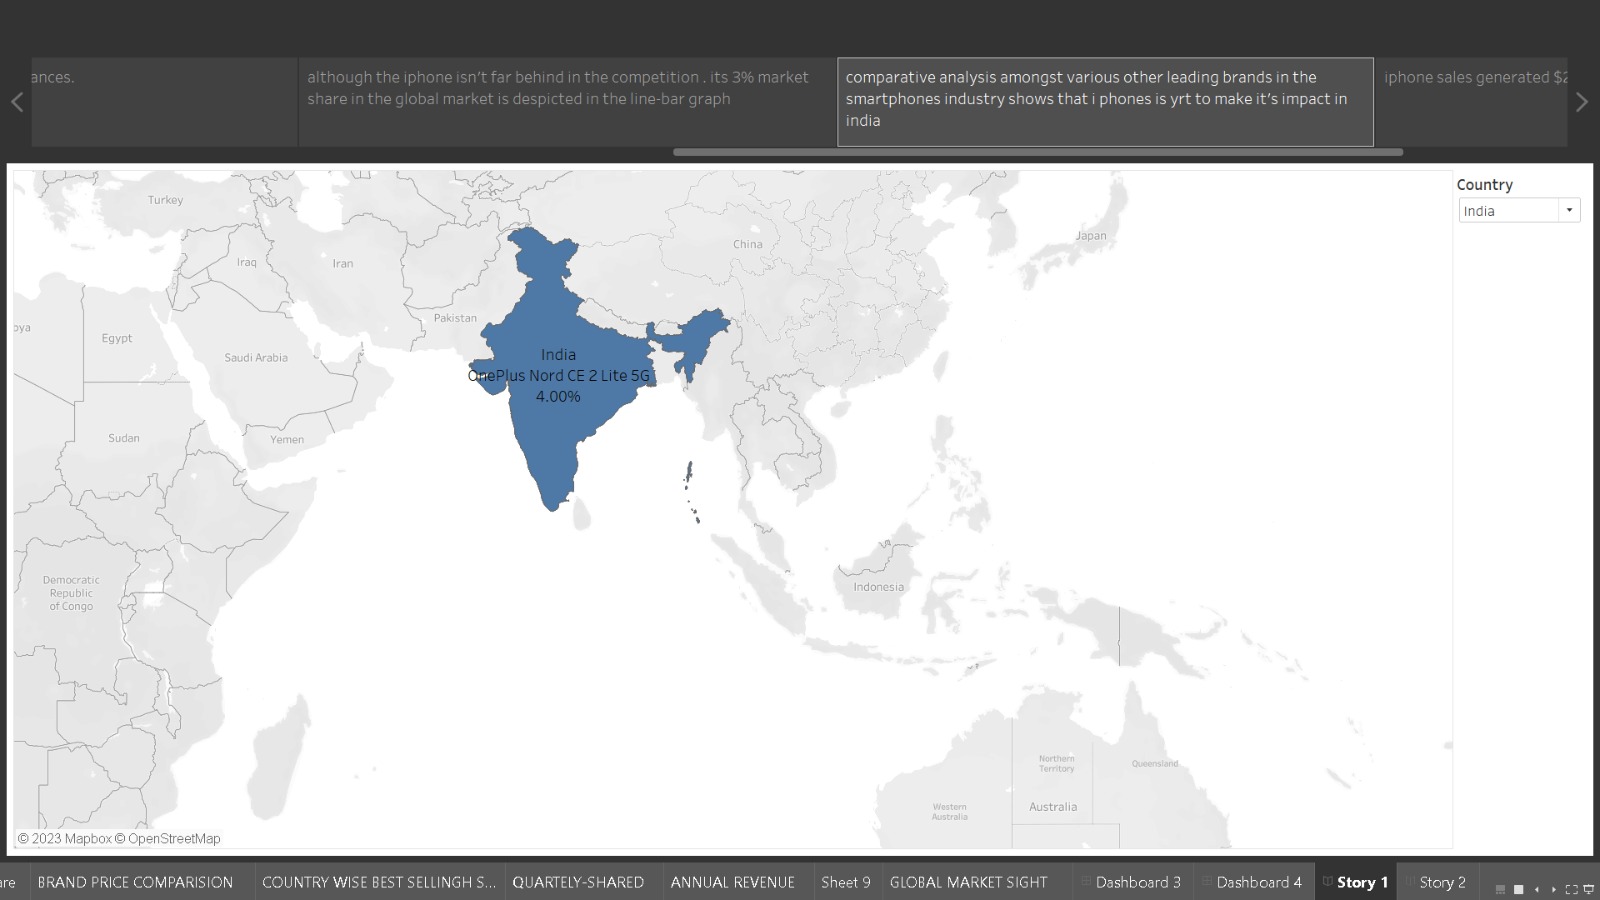 ances.
although the iphone isn't far behind in the competition . its 3% market
share in the global market is despicted in the line-bar graph
comparative analysis amongst various other leading brands in the
smartphones industry shows that i phones is yrt to make it's impact in
india
iphone sales generated $2
Country
India
Turkey
China
Japan
Iraq
Iran
Pakistan
oya
Egypt
Saudi Arabia
India
OnePlus Nord CE 2 Lite 5G
4.00%
Sudan
Yemen
Democratic
Republic
of Congo
Indonesia
Northern
Territory
Queensland
Western
Australia
Australia
© 2023 Mapbox © OpenStreetMap
are
BRAND PRICE COMPARISION
COUNTRY WISE BEST SELLINGH S...
QUARTELY-SHARED
ANNUAL REVENUE
Sheet 9
GLOBAL MARKET SIGHT
Dashboard 3
Dashboard 4
Story 1
Story 2